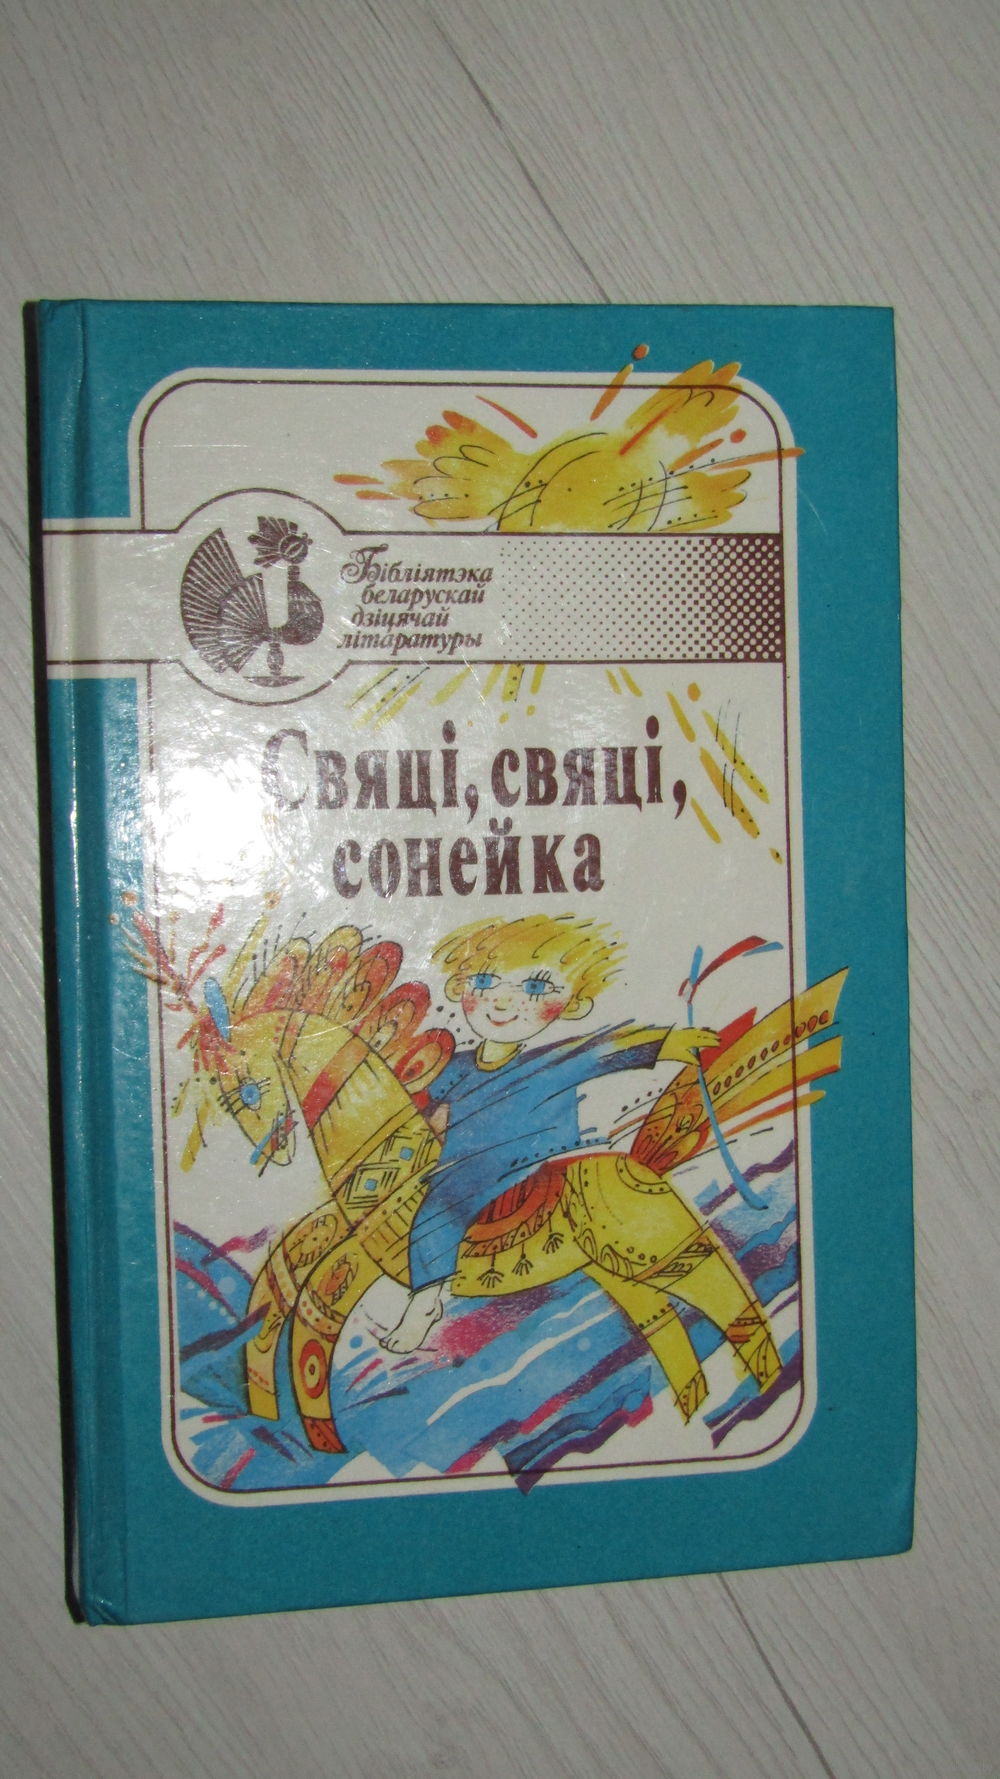 Бібліятэка
беларускай
дзіцячай
літаратуры
Свяці, свяці,
сонейка